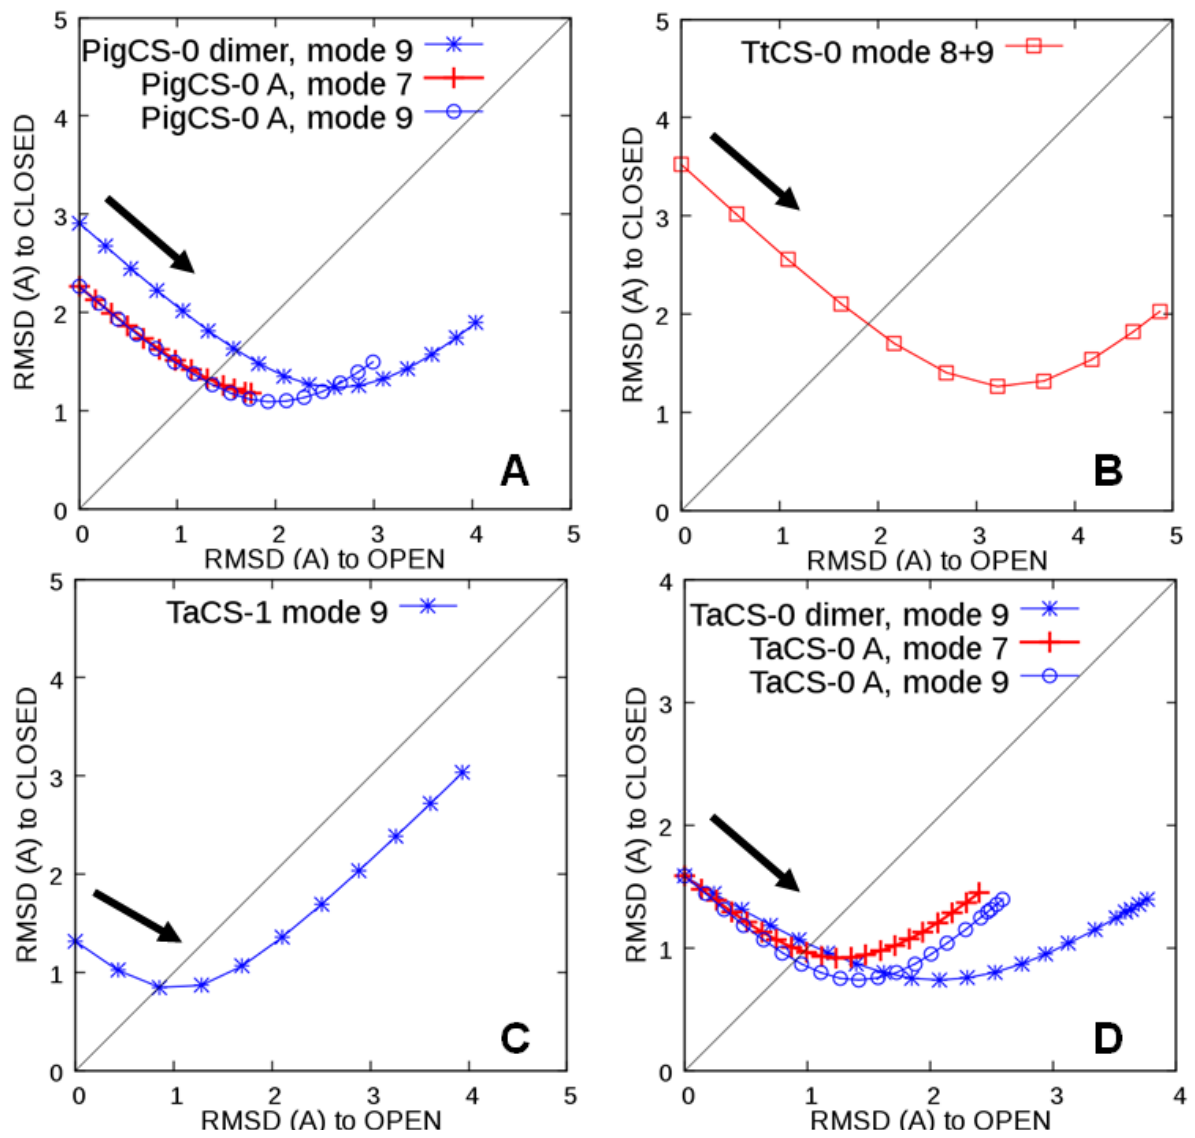 PigCS-0 dimer, mode 9
PigCS-0 A, mode 7
PigCS-0 A, mode 9
5
4
3
2
1
0
0 1 2 3 4 5
RMSD (A) to CLOSED
RMSD (A) to OPEN
A
TtCS-0 mode 8+9
5
4
3
2
1
0
0 1 2 3 4 5
RMSD (A) to CLOSED
RMSD (A) to OPEN
B
TaCS-1 mode 9
5
4
3
2
1
0
0 1 2 3 4 5
RMSD (A) to CLOSED
RMSD (A) to OPEN
C
TaCS-0 dimer, mode 9
TaCS-0 A, mode 7
TaCS-0 A, mode 9
4
3
2
1
0
0 1 2 3 4
RMSD (A) to CLOSED
RMSD (A) to OPEN
D